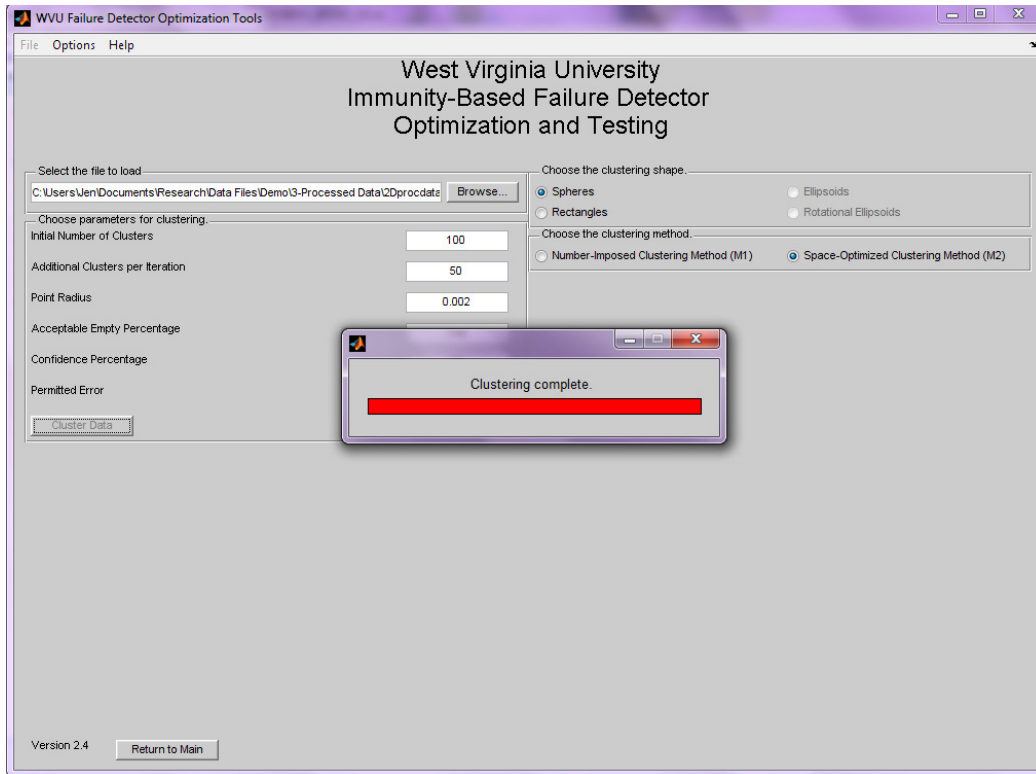 WVU Failure Detector Optimization Tools
File Options Help
West Virginia University
Immunity-Based Failure Detector
Optimization and Testing
Select the file to load
C:\Users\Jen\Documents\Research\Data Files\Demo\3-Processed Data\2Dprocdata
Browse...
Choose parameters for clustering.
Initial Number of Clusters
100
Additional Clusters per Iteration
50
Point Radius
0.002
Acceptable Empty Percentage
Confidence Percentage
Permitted Error
Cluster Data
Choose the clustering shape.
Spheres
Ellipsoids
Rectangles
Rotational Ellipsoids
Choose the clustering method.
Number-Imposed Clustering Method (M1)
Space-Optimized Clustering Method (M2)
Clustering complete.
Version 2.4
Return to Main